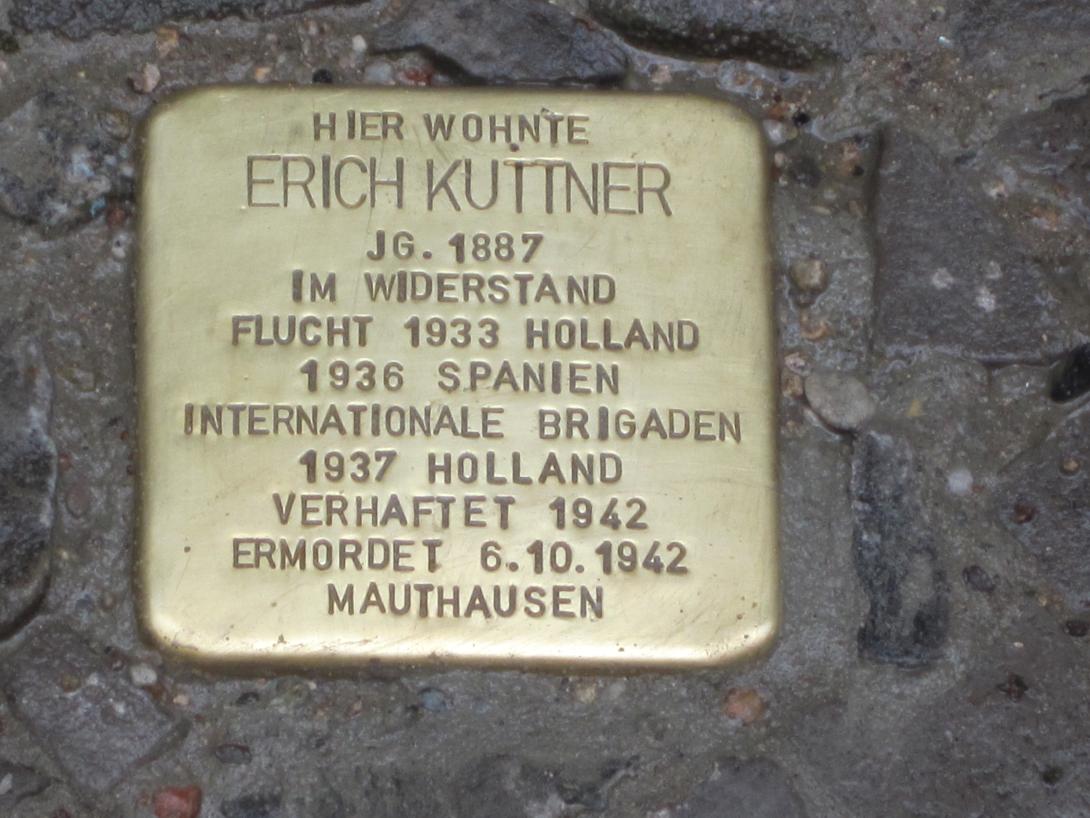 HIER WOHNTE
ERICH KUTTNER
JG. 1887
IM WIDERSTAND
FLUCHT 1933 HOLLAND
1936 SPANIEN
INTERNATIONALE BRIGADEN
1937 HOLLAND
VERHAFTET 1942
ERMORDET 6.10.1942
MAUTHAUSEN